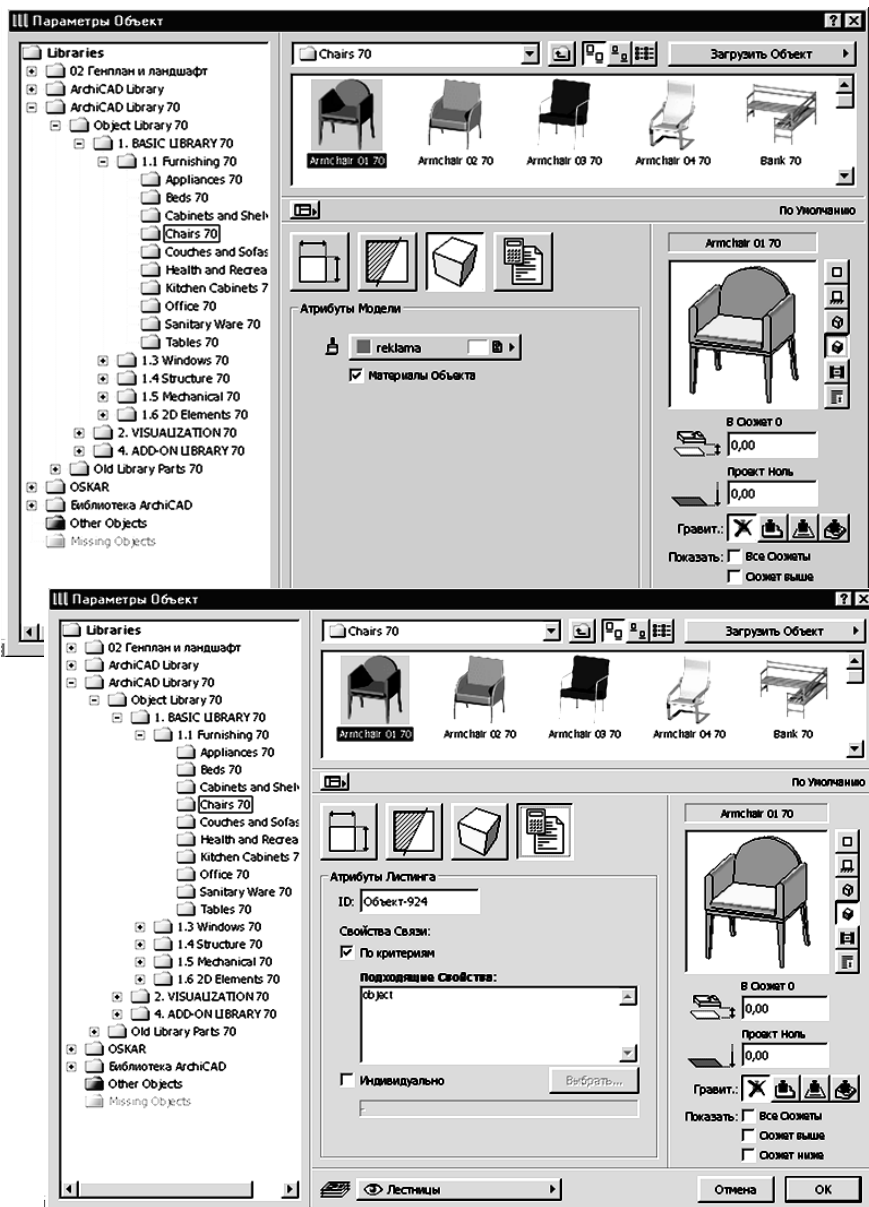 Параметры Объект
Libraries
02 Генплан и ландшафт
ArchiCAD Library
ArchiCAD Library 70
Object Library 70
1. BASIC LIBRARY 70
1.1 Furnishing 70
Appliances 70
Beds 70
Cabinets and Shelv
Chairs 70
Couches and Sofas
Health and Recrea
Kitchen Cabinets 7
Office 70
Sanitary Ware 70
Tables 70
1.3 Windows 70
1.4 Structure 70
1.5 Mechanical 70
1.6 2D Elements 70
2. VISUALIZATION 70
4. ADD-ON LIBRARY 70
Old Library Parts 70
OSKAR
Библиотека ArchiCAD
Other Objects
Missing Objects
Chairs 70
Загрузить Объект
Armchair 01 70 Armchair 02 70 Armchair 03 70 Armchair 04 70 Bank 70
По Умолчанию
Armchair 01 70
Атрибуты Модели
reklama
Материалы Объекта
В Сюжет 0
0,00
Проект Ноль
0,00
Гравит.:
Показать: Все Сюжеты
Сюжет выше
Параметры Объект
Libraries
02 Генплан и ландшафт
ArchiCAD Library
ArchiCAD Library 70
Object Library 70
1. BASIC LIBRARY 70
1.1 Furnishing 70
Appliances 70
Beds 70
Cabinets and Shelv
Chairs 70
Couches and Sofas
Health and Recrea
Kitchen Cabinets 7
Office 70
Sanitary Ware 70
Tables 70
1.3 Windows 70
1.4 Structure 70
1.5 Mechanical 70
1.6 2D Elements 70
2. VISUALIZATION 70
4. ADD-ON LIBRARY 70
Old Library Parts 70
OSKAR
Библиотека ArchiCAD
Other Objects
Missing Objects
Chairs 70
Загрузить Объект
Armchair 01 70 Armchair 02 70 Armchair 03 70 Armchair 04 70 Bank 70
По Умолчанию
Armchair 01 70
Атрибуты Листинга
ID: Объект-924
Свойства Связи:
По критериям
Подходящие Свойства:
object
Индивидуально
Выбрать...
В Сюжет 0
0,00
Проект Ноль
0,00
Гравит.:
Показать: Все Сюжеты
Сюжет выше
Сюжет ниже
Лестницы
Отмена
OK